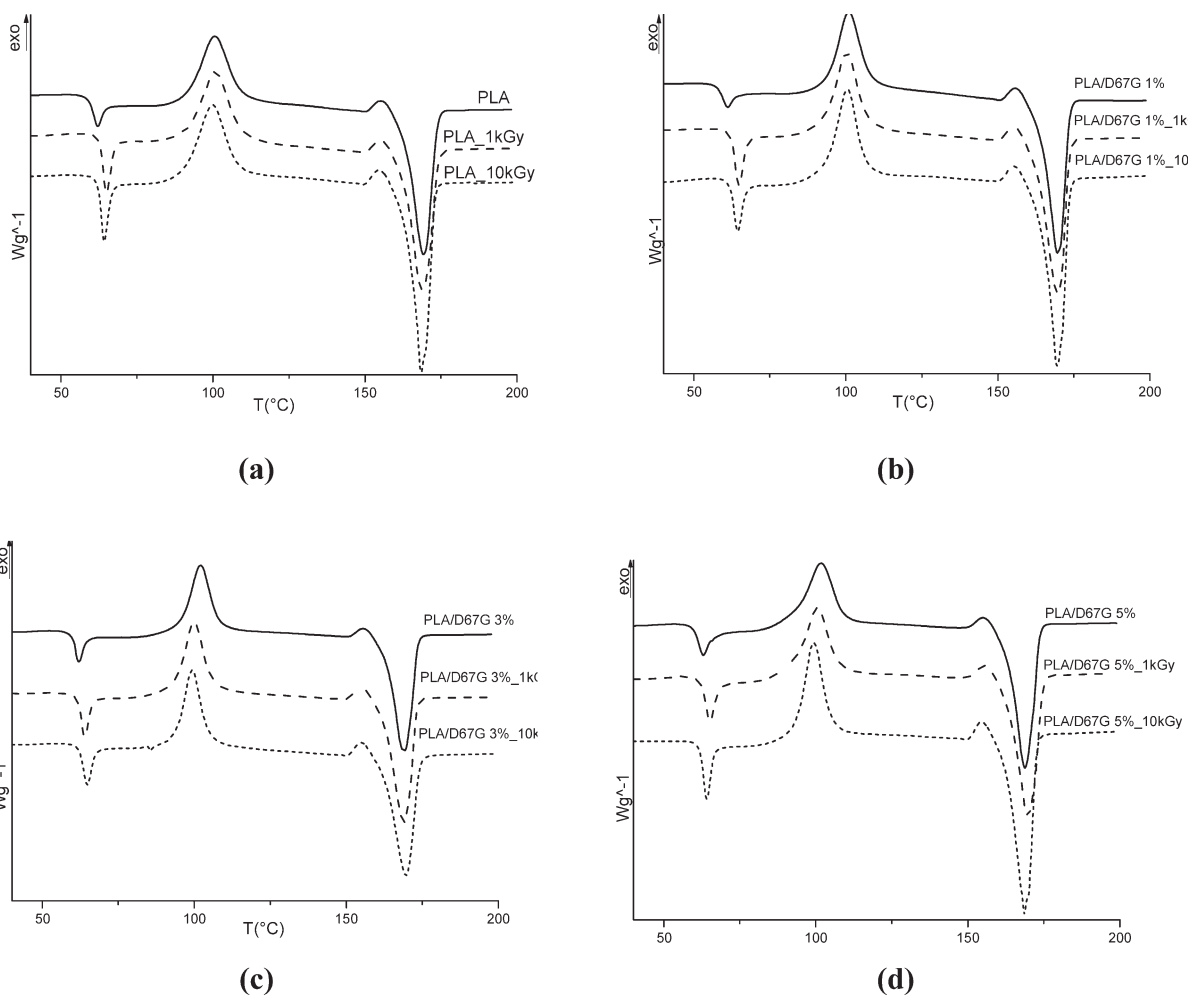 exo
Wg^-1
PLA
PLA_1kGy
PLA_10kGy
50
100
150
200
T(°C)
(a)
exo
Wg^-1
PLA/D67G 1%
PLA/D67G 1%_1k
PLA/D67G 1%_10
50
100
150
200
T(°C)
(b)
exo
Wg^-1
PLA/D67G 3%
PLA/D67G 3%_1k
PLA/D67G 3%_10k
50
100
150
200
T(°C)
(c)
exo
Wg^-1
PLA/D67G 5%
PLA/D67G 5%_1kGy
PLA/D67G 5%_10kGy
50
100
150
200
(d)